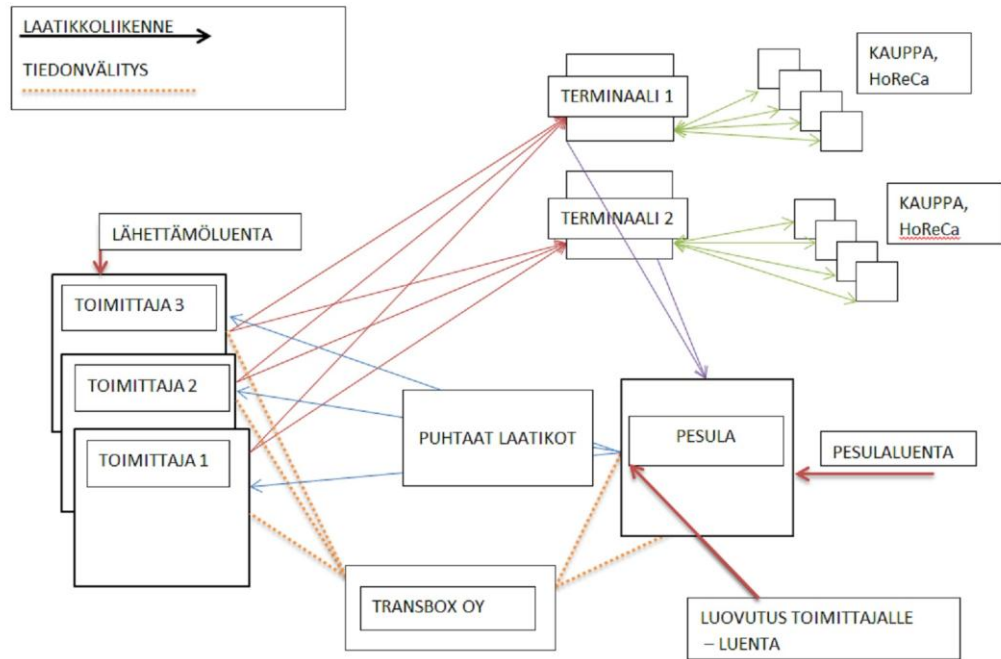 LAATIKKOLIIKENNE
TIEDONVÄLITYS
TERMINAALI 1
KAUPPA,
HoReCa
TERMINAALI 2
KAUPPA,
HoReCa
LÄHETTÄMÖLUENTA
TOIMITTAJA 3
TOIMITTAJA 2
TOIMITTAJA 1
PUHTAAT LAATIKOT
PESULA
PESULALUENTA
TRANSBOX OY
LUOVUTUS TOIMITTAJALLE
– LUENTA